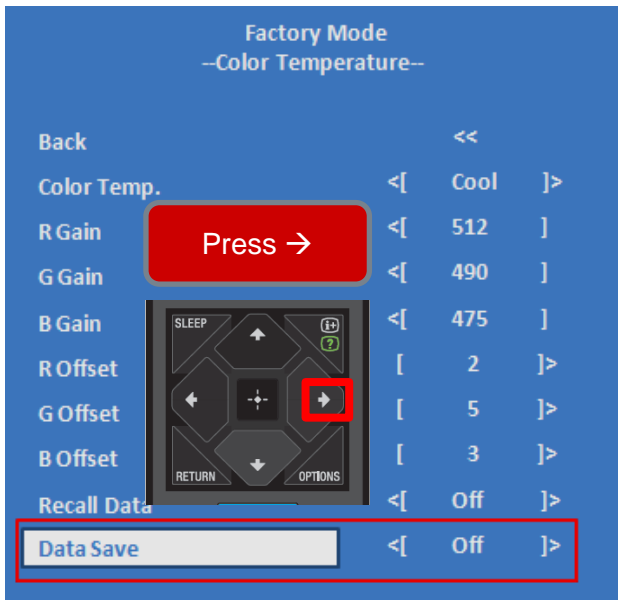 Factory Mode
--Color Temperature--
Back <<
Color Temp. <[ Cool ]>
R Gain <[ 512 ]
Press →
G Gain <[ 490 ]
B Gain <[ 475 ]
SLEEP
i+
?
R Offset [ 2 ]>
G Offset [ 5 ]>
B Offset [ 3 ]>
RETURN OPTIONS
Recall Data <[ Off ]>
Data Save <[ Off ]>